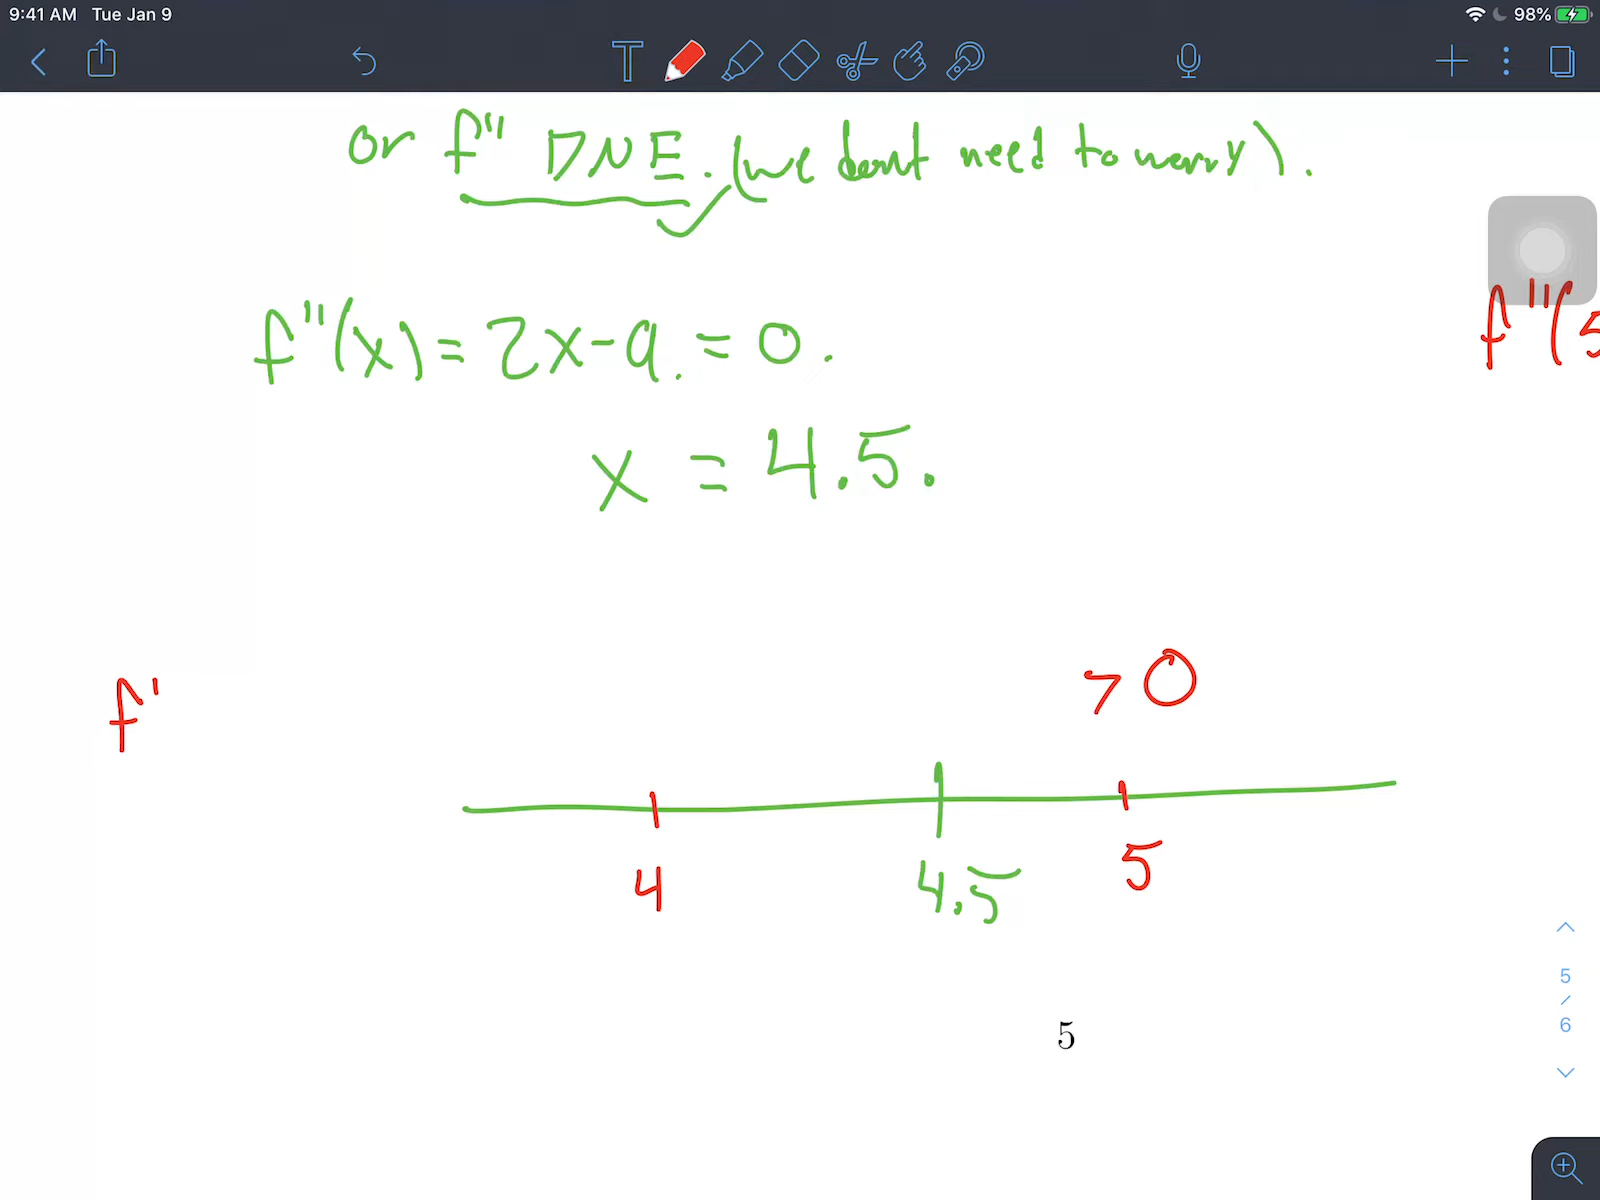 9:41 AM Tue Jan 9
98%
or f'' DNE. (we dont need to worry).
f''(x) = 2x-9. = 0.
f''(5
x = 4.5.
> 0
f'
4
4.5
5
5
/
6
5